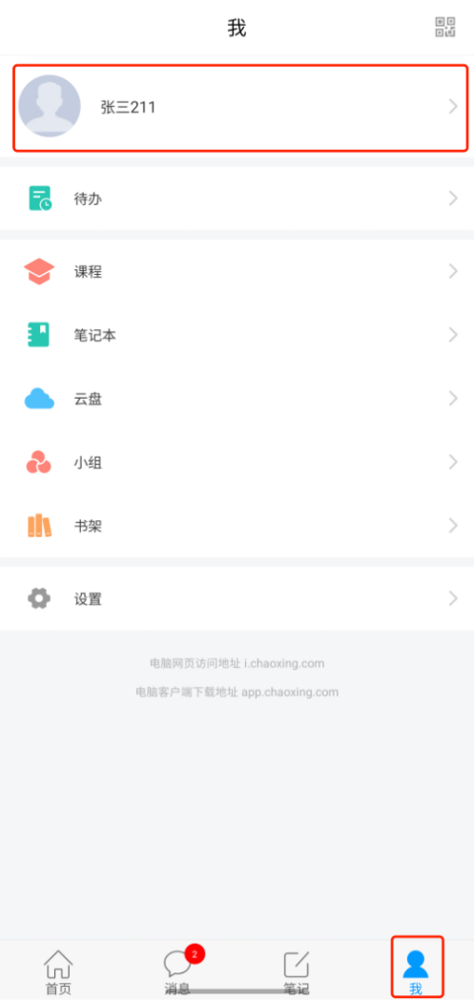 我
张三211
待办
课程
笔记本
云盘
小组
书架
设置
电脑网页访问地址 i.chaoxing.com
电脑客户端下载地址 app.chaoxing.com
2
首页
消息
笔记
我